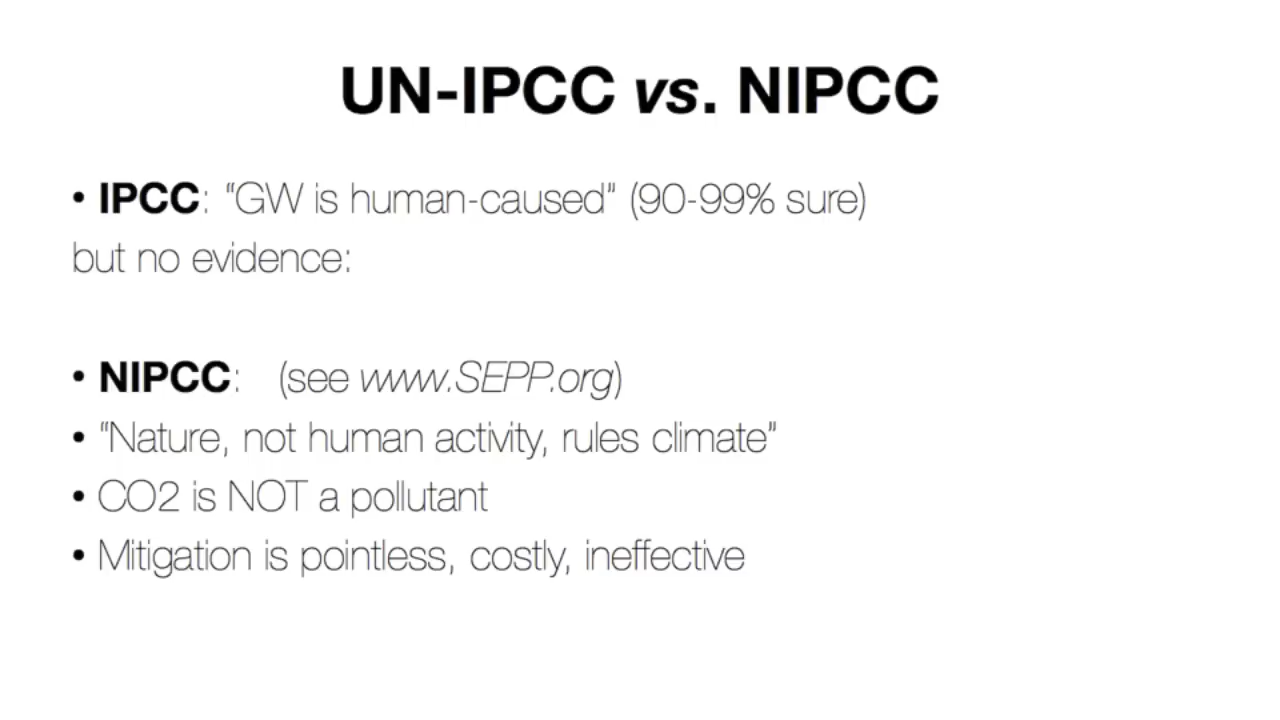 UN-IPCC vs. NIPCC
• IPCC: “GW is human-caused” (90-99% sure)
but no evidence:
• NIPCC: (see www.SEPP.org)
• “Nature, not human activity, rules climate”
• CO2 is NOT a pollutant
• Mitigation is pointless, costly, ineffective